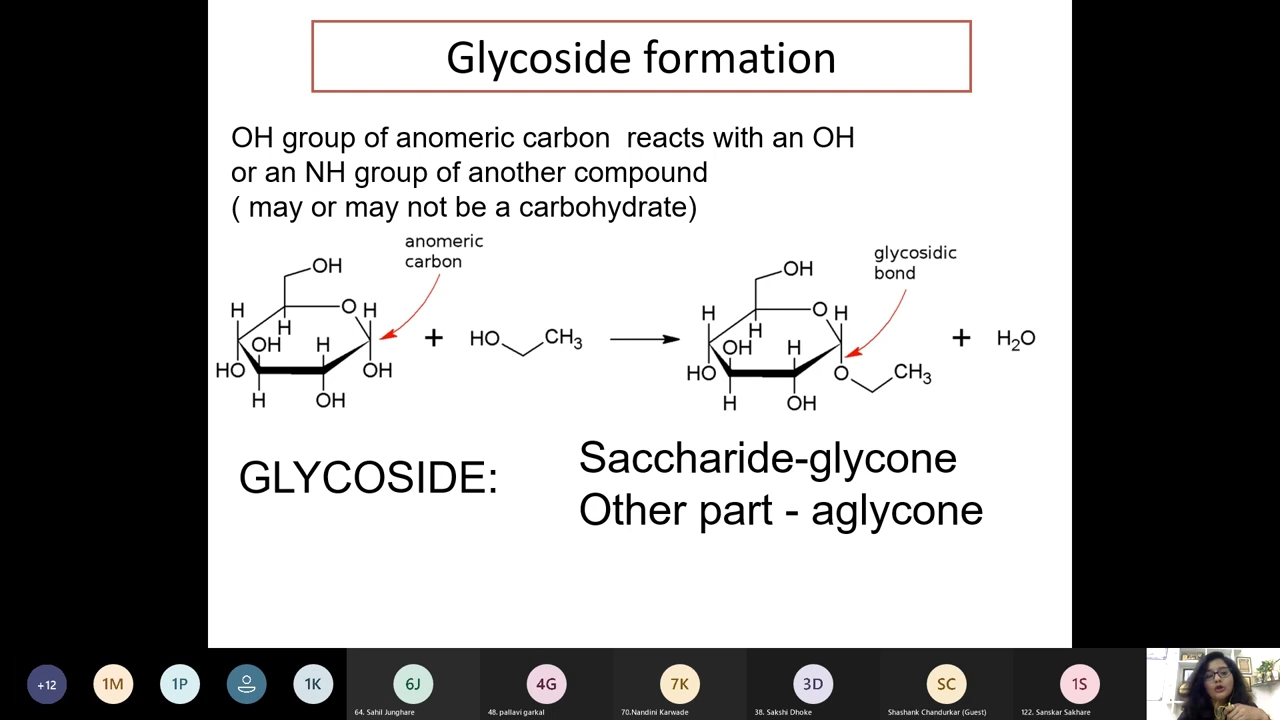 Glycoside formation
OH group of anomeric carbon reacts with an OH
or an NH group of another compound
( may or may not be a carbohydrate)
anomeric
carbon
OH
H
O
H
H
OH
H
HO
OH
H
OH
+
HO
CH3
glycosidic
bond
OH
H
O
H
H
OH
H
HO
O
CH3
H
OH
+
H2O
GLYCOSIDE:
Saccharide-glycone
Other part - aglycone
+12
1M
1P
1K
6J
4G
7K
3D
SC
1S
64. Sahil Junghare
48. pallavi garkal
70.Nandini Karwade
38. Sakshi Dhoke
Shashank Chandurkar (Guest)
122. Sanskar Sakhare